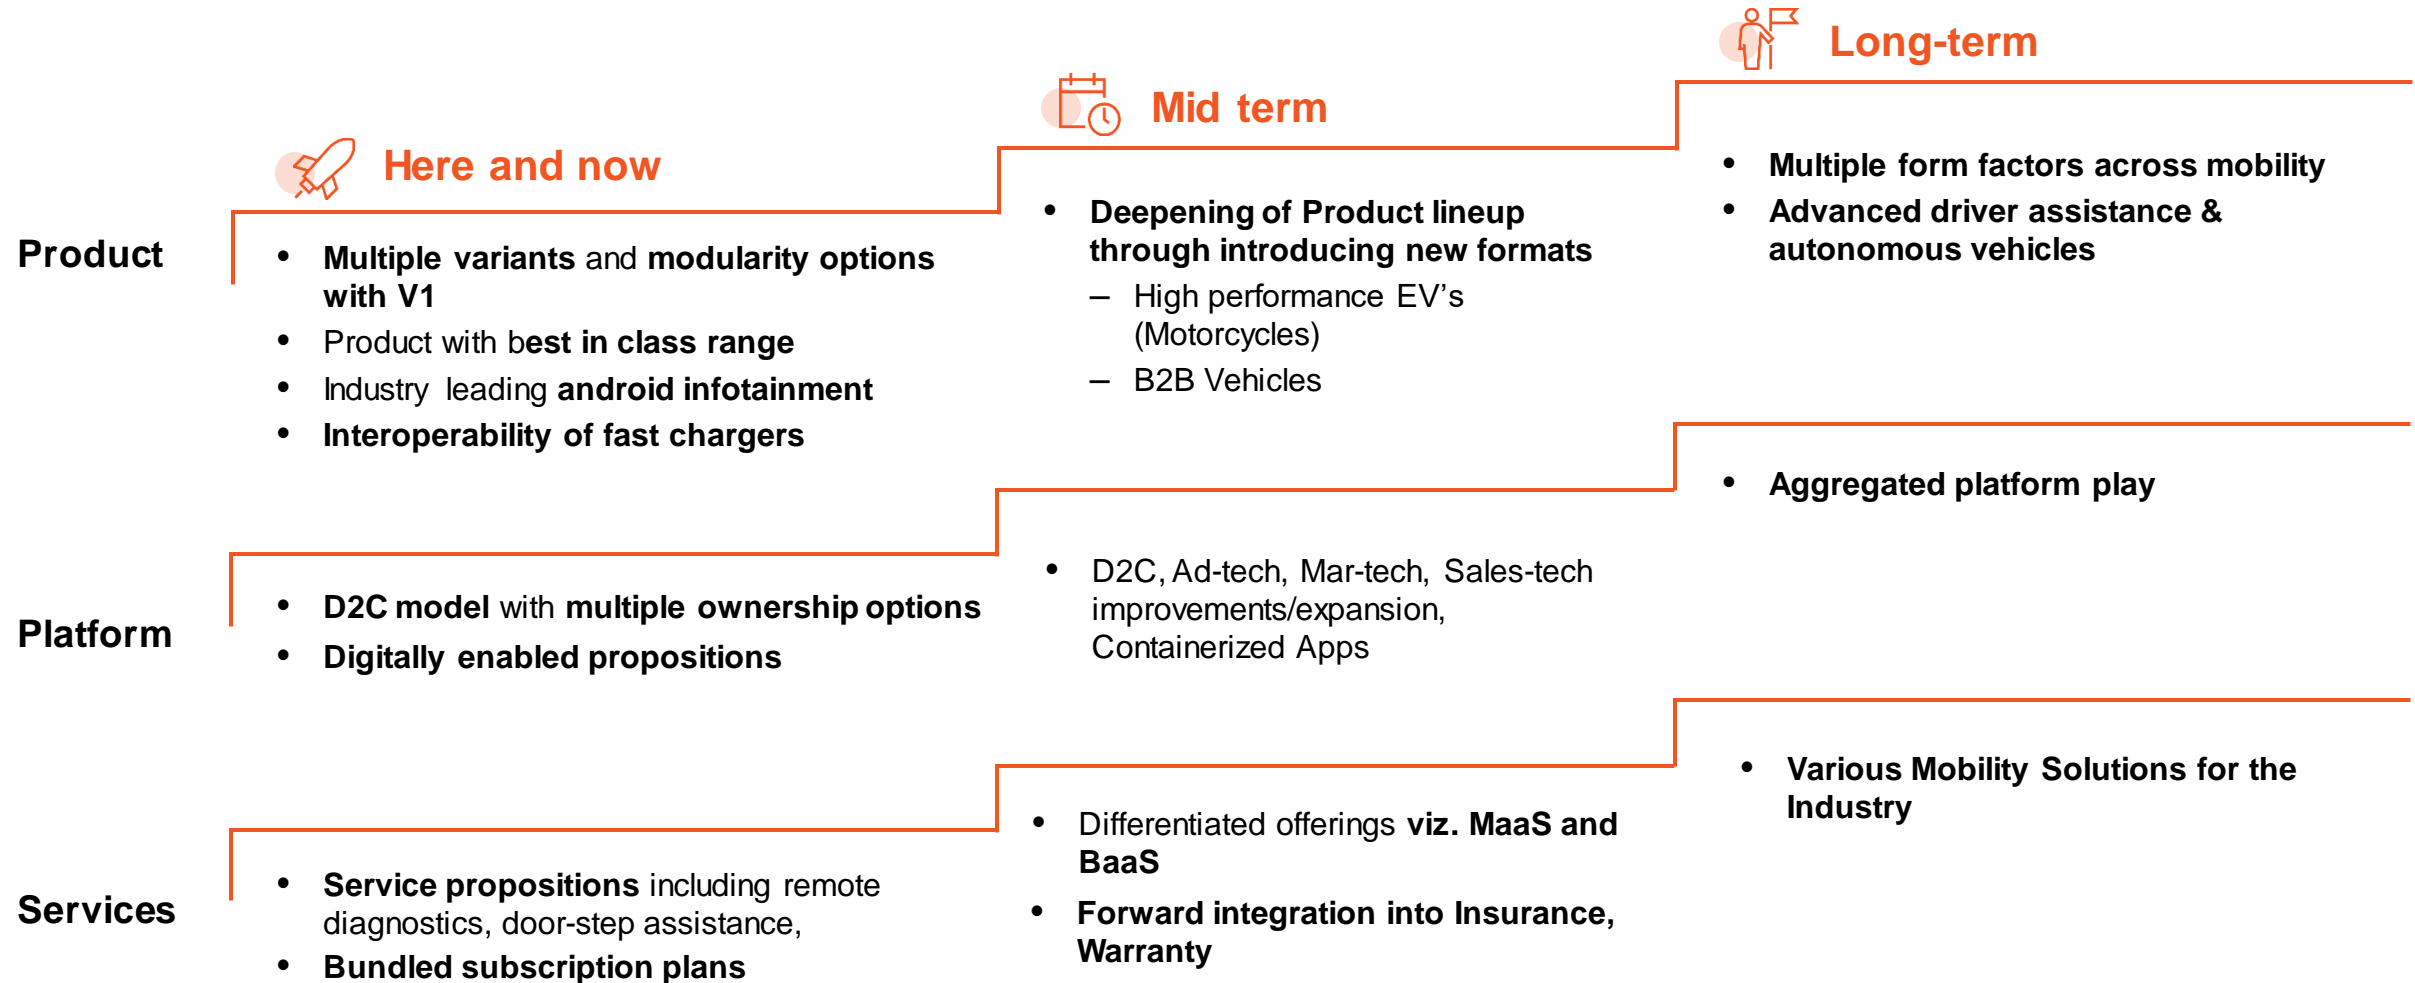 Long-term
Mid term
Here and now
Product
• Multiple variants and modularity options
with V1
• Product with best in class range
• Industry leading android infotainment
• Interoperability of fast chargers
• Deepening of Product lineup
through introducing new formats
– High performance EV’s
(Motorcycles)
– B2B Vehicles
• Multiple form factors across mobility
• Advanced driver assistance &
autonomous vehicles
Platform
• D2C model with multiple ownership options
• Digitally enabled propositions
• D2C, Ad-tech, Mar-tech, Sales-tech
improvements/expansion,
Containerized Apps
• Aggregated platform play
Services
• Service propositions including remote
diagnostics, door-step assistance,
• Bundled subscription plans
• Differentiated offerings viz. MaaS and
BaaS
• Forward integration into Insurance,
Warranty
• Various Mobility Solutions for the
Industry